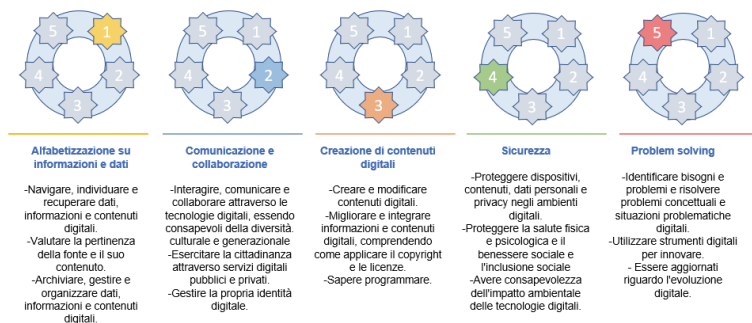 5 1
4 2
3
Alfabetizzazione su
informazioni e dati
-Navigare, individuare e
recuperare dati,
informazioni e contenuti
digitali.
-Valutare la pertinenza
della fonte e il suo
contenuto.
-Archiviare, gestire e
organizzare dati,
informazioni e contenuti
digitali.
5 1
4 2
3
Comunicazione e
collaborazione
-Interagire, comunicare e
collaborare attraverso le
tecnologie digitali, essendo
consapevoli della diversità.
culturale e generazionale
-Esercitare la cittadinanza
attraverso servizi digitali
pubblici e privati.
-Gestire la propria identità
digitale.
5 1
4 2
3
Creazione di contenuti
digitali
-Creare e modificare
contenuti digitali.
-Migliorare e integrare
informazioni e contenuti
digitali, comprendendo
come applicare il copyright
e le licenze.
-Sapere programmare.
5 1
4 2
3
Sicurezza
-Proteggere dispositivi,
contenuti, dati personali e
privacy negli ambienti
digitali.
-Proteggere la salute fisica
e psicologica e il
benessere sociale e
l'inclusione sociale
-Avere consapevolezza
dell'impatto ambientale
delle tecnologie digitali.
5 1
4 2
3
Problem solving
-Identificare bisogni e
problemi e risolvere
problemi concettuali e
situazioni problematiche
digitali.
-Utilizzare strumenti digitali
per innovare.
- Essere aggiornati
riguardo l'evoluzione
digitale.